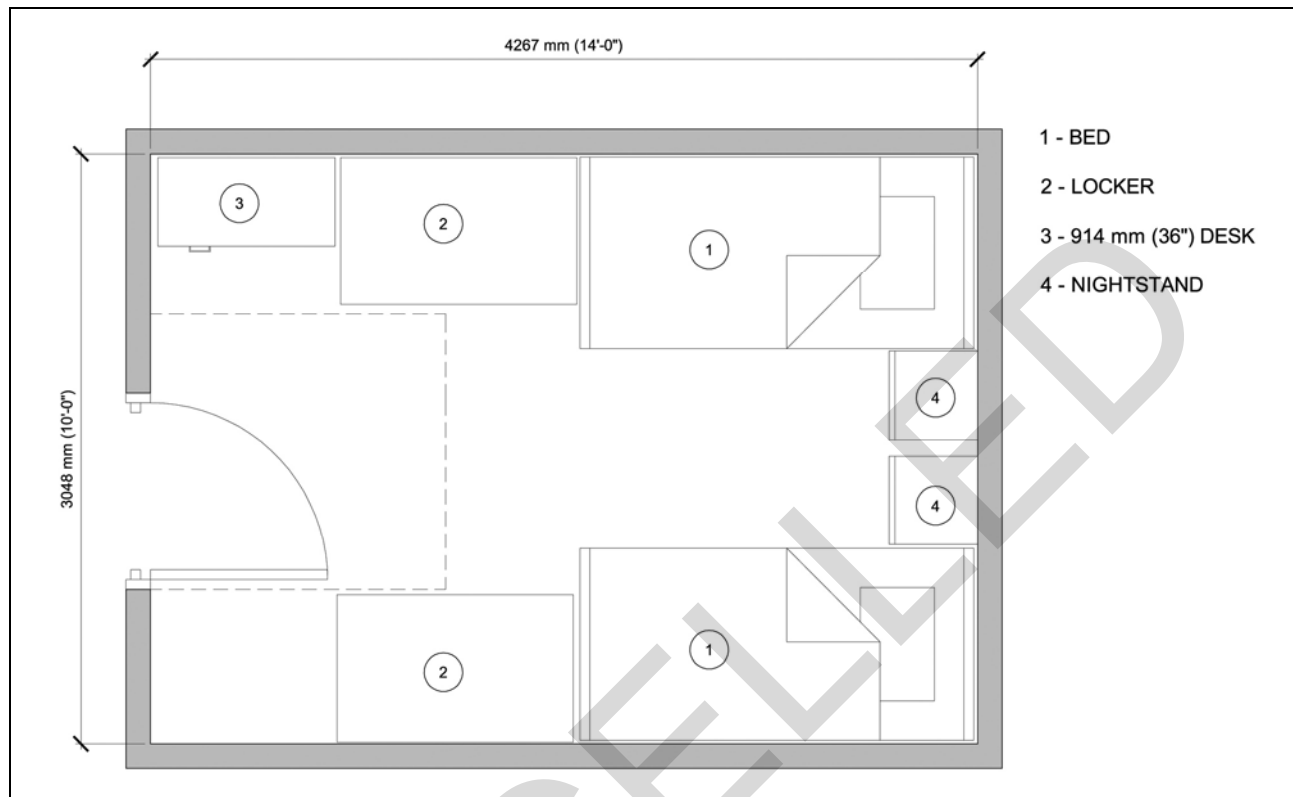 4267 mm (14'-0")
1 - BED
2 - LOCKER
3 - 914 mm (36") DESK
4 - NIGHTSTAND
3
2
1
3048 mm (10'-0")
4
4
2
1
SELLED